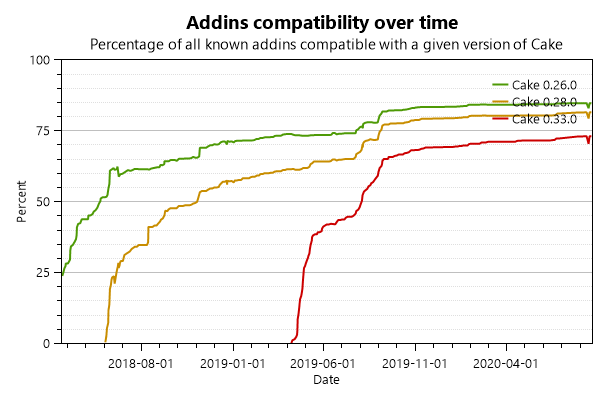 Addins compatibility over time
Percentage of all known addins compatible with a given version of Cake
100
75
50
25
0
Percent
Cake 0.26.0
Cake 0.28.0
Cake 0.33.0
2018-08-01
2019-01-01
2019-06-01
2019-11-01
2020-04-01
Date